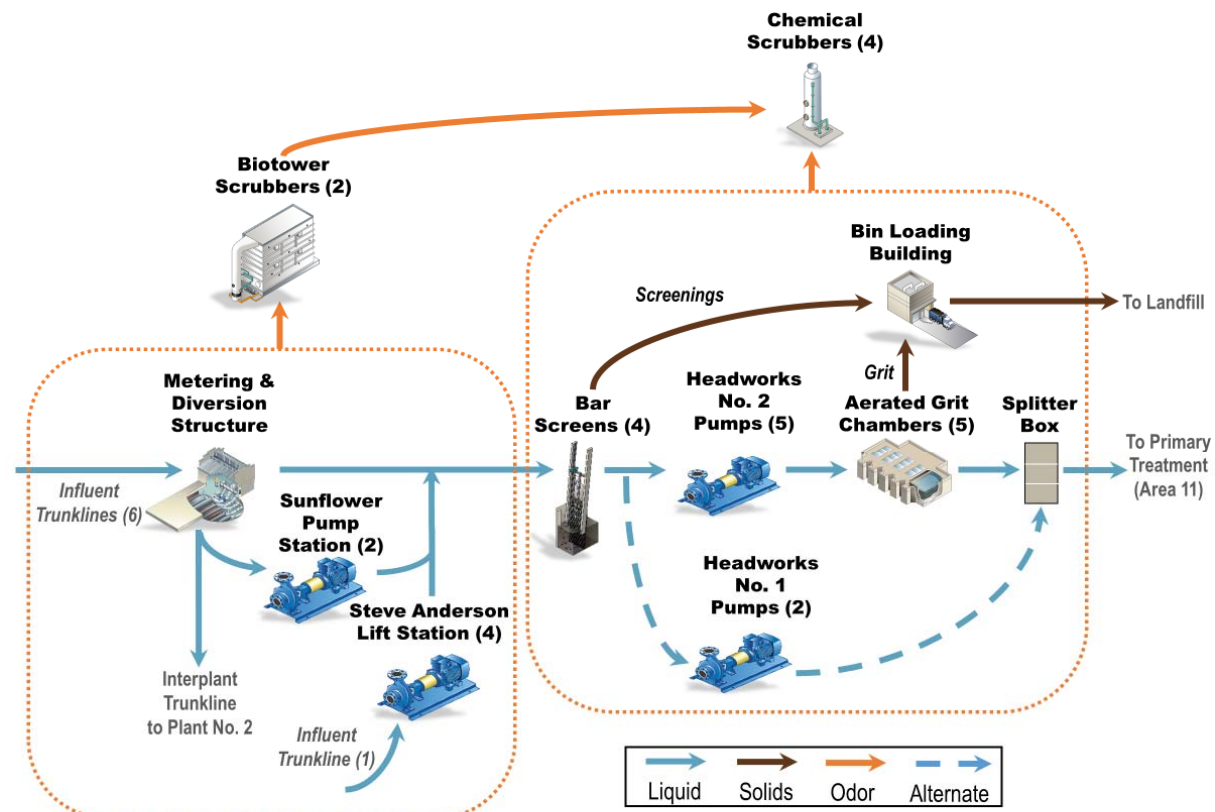 Chemical
Scrubbers (4)
Biotower
Scrubbers (2)
Bin Loading
Building
Screenings
To Landfill
Metering &
Diversion
Structure
Grit
Bar
Screens (4)
Headworks
No. 2
Pumps (5)
Aerated Grit
Chambers (5)
Splitter
Box
To Primary
Treatment
(Area 11)
Influent
Trunklines (6)
Sunflower
Pump
Station (2)
Headworks
No. 1
Pumps (2)
Steve Anderson
Lift Station (4)
Interplant
Trunkline
to Plant No. 2
Influent
Trunkline (1)
Liquid
Solids
Odor
Alternate